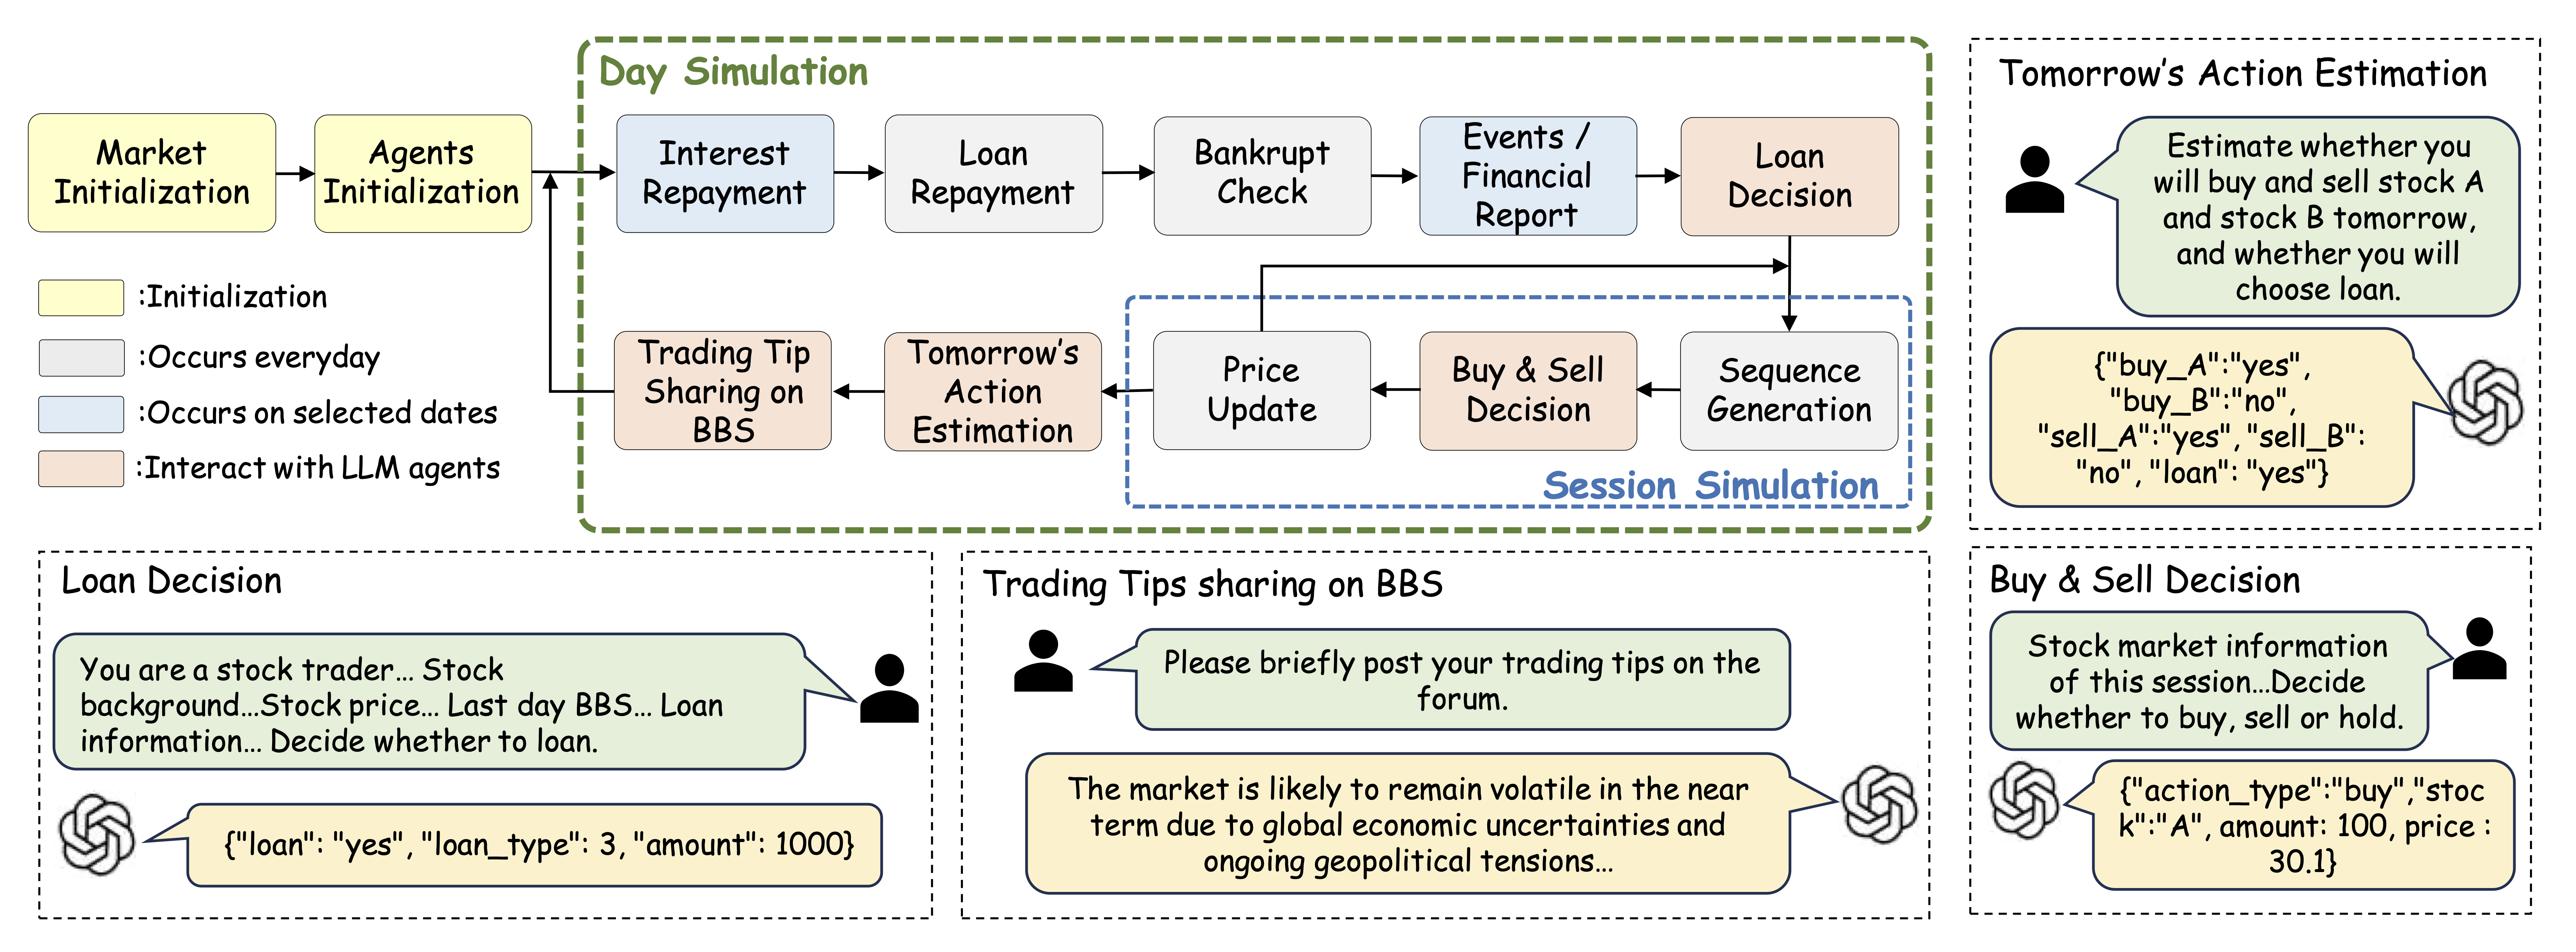 Day Simulation
Market
Initialization
Agents
Initialization
Interest
Repayment
Loan
Repayment
Bankrupt
Check
Events /
Financial
Report
Loan
Decision
:Initialization
:Occurs everyday
:Occurs on selected dates
:Interact with LLM agents
Trading Tip
Sharing on
BBS
Tomorrow's
Action
Estimation
Price
Update
Buy & Sell
Decision
Sequence
Generation
Session Simulation
Tomorrow's Action Estimation
Estimate whether you
will buy and sell stock A
and stock B tomorrow,
and whether you will
choose loan.
{"buy_A":"yes",
"buy_B":"no",
"sell_A":"yes", "sell_B":
"no", "loan": "yes"}
Loan Decision
You are a stock trader... Stock
background...Stock price... Last day BBS... Loan
information... Decide whether to loan.
{"loan": "yes", "loan_type": 3, "amount": 1000}
Trading Tips sharing on BBS
Please briefly post your trading tips on the
forum.
The market is likely to remain volatile in the near
term due to global economic uncertainties and
ongoing geopolitical tensions...
Buy & Sell Decision
Stock market information
of this session...Decide
whether to buy, sell or hold.
{"action_type":"buy","stoc
k":"A", amount: 100, price :
30.1}